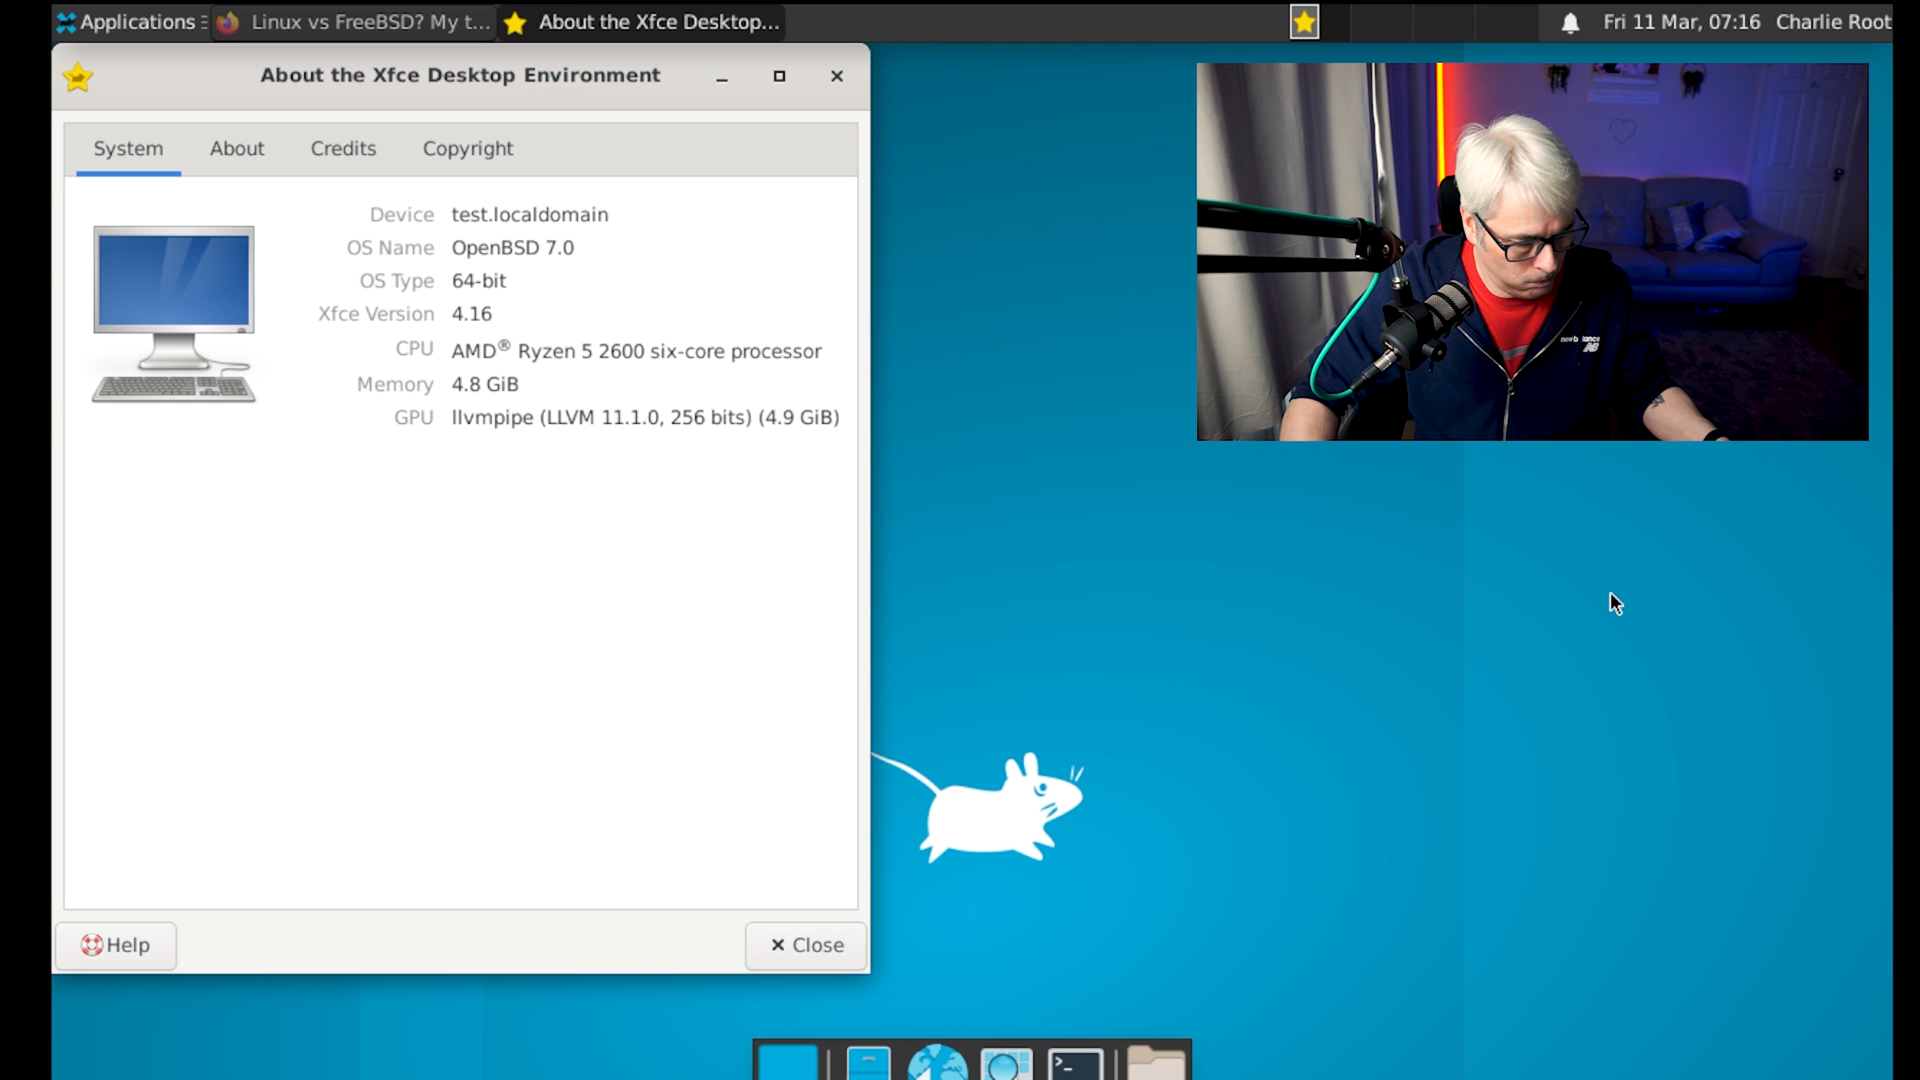 Applications
Linux vs FreeBSD? My t...
About the Xfce Desktop...
Fri 11 Mar, 07:16
Charlie Root
About the Xfce Desktop Environment
System
About
Credits
Copyright
Device test.localdomain
OS Name OpenBSD 7.0
OS Type 64-bit
Xfce Version 4.16
CPU AMD® Ryzen 5 2600 six-core processor
Memory 4.8 GiB
GPU llvmpipe (LLVM 11.1.0, 256 bits) (4.9 GiB)
Help
Close